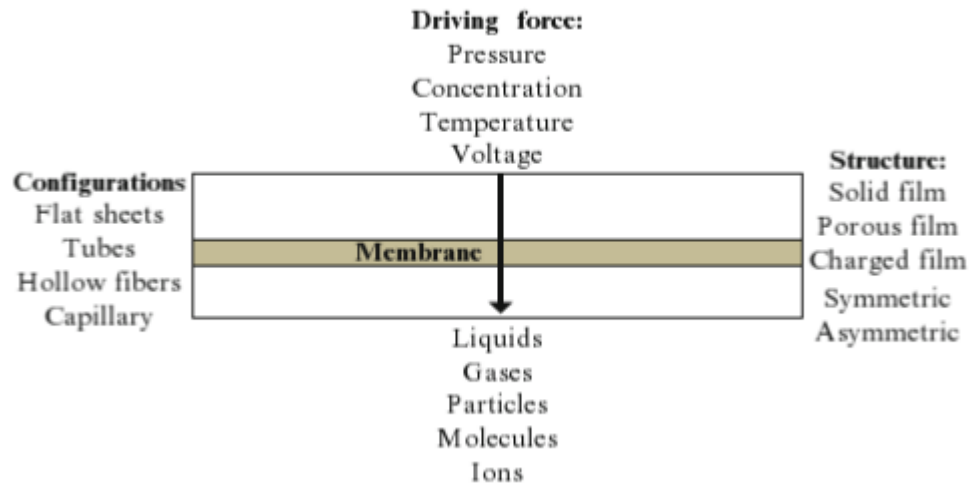 Driving force:
Pressure
Concentration
Temperature
Voltage
Configurations
Flat sheets
Tubes
Hollow fibers
Capillary
Membrane
Structure:
Solid film
Porous film
Charged film
Symmetric
Asymmetric
Liquids
Gases
Particles
Molecules
Ions